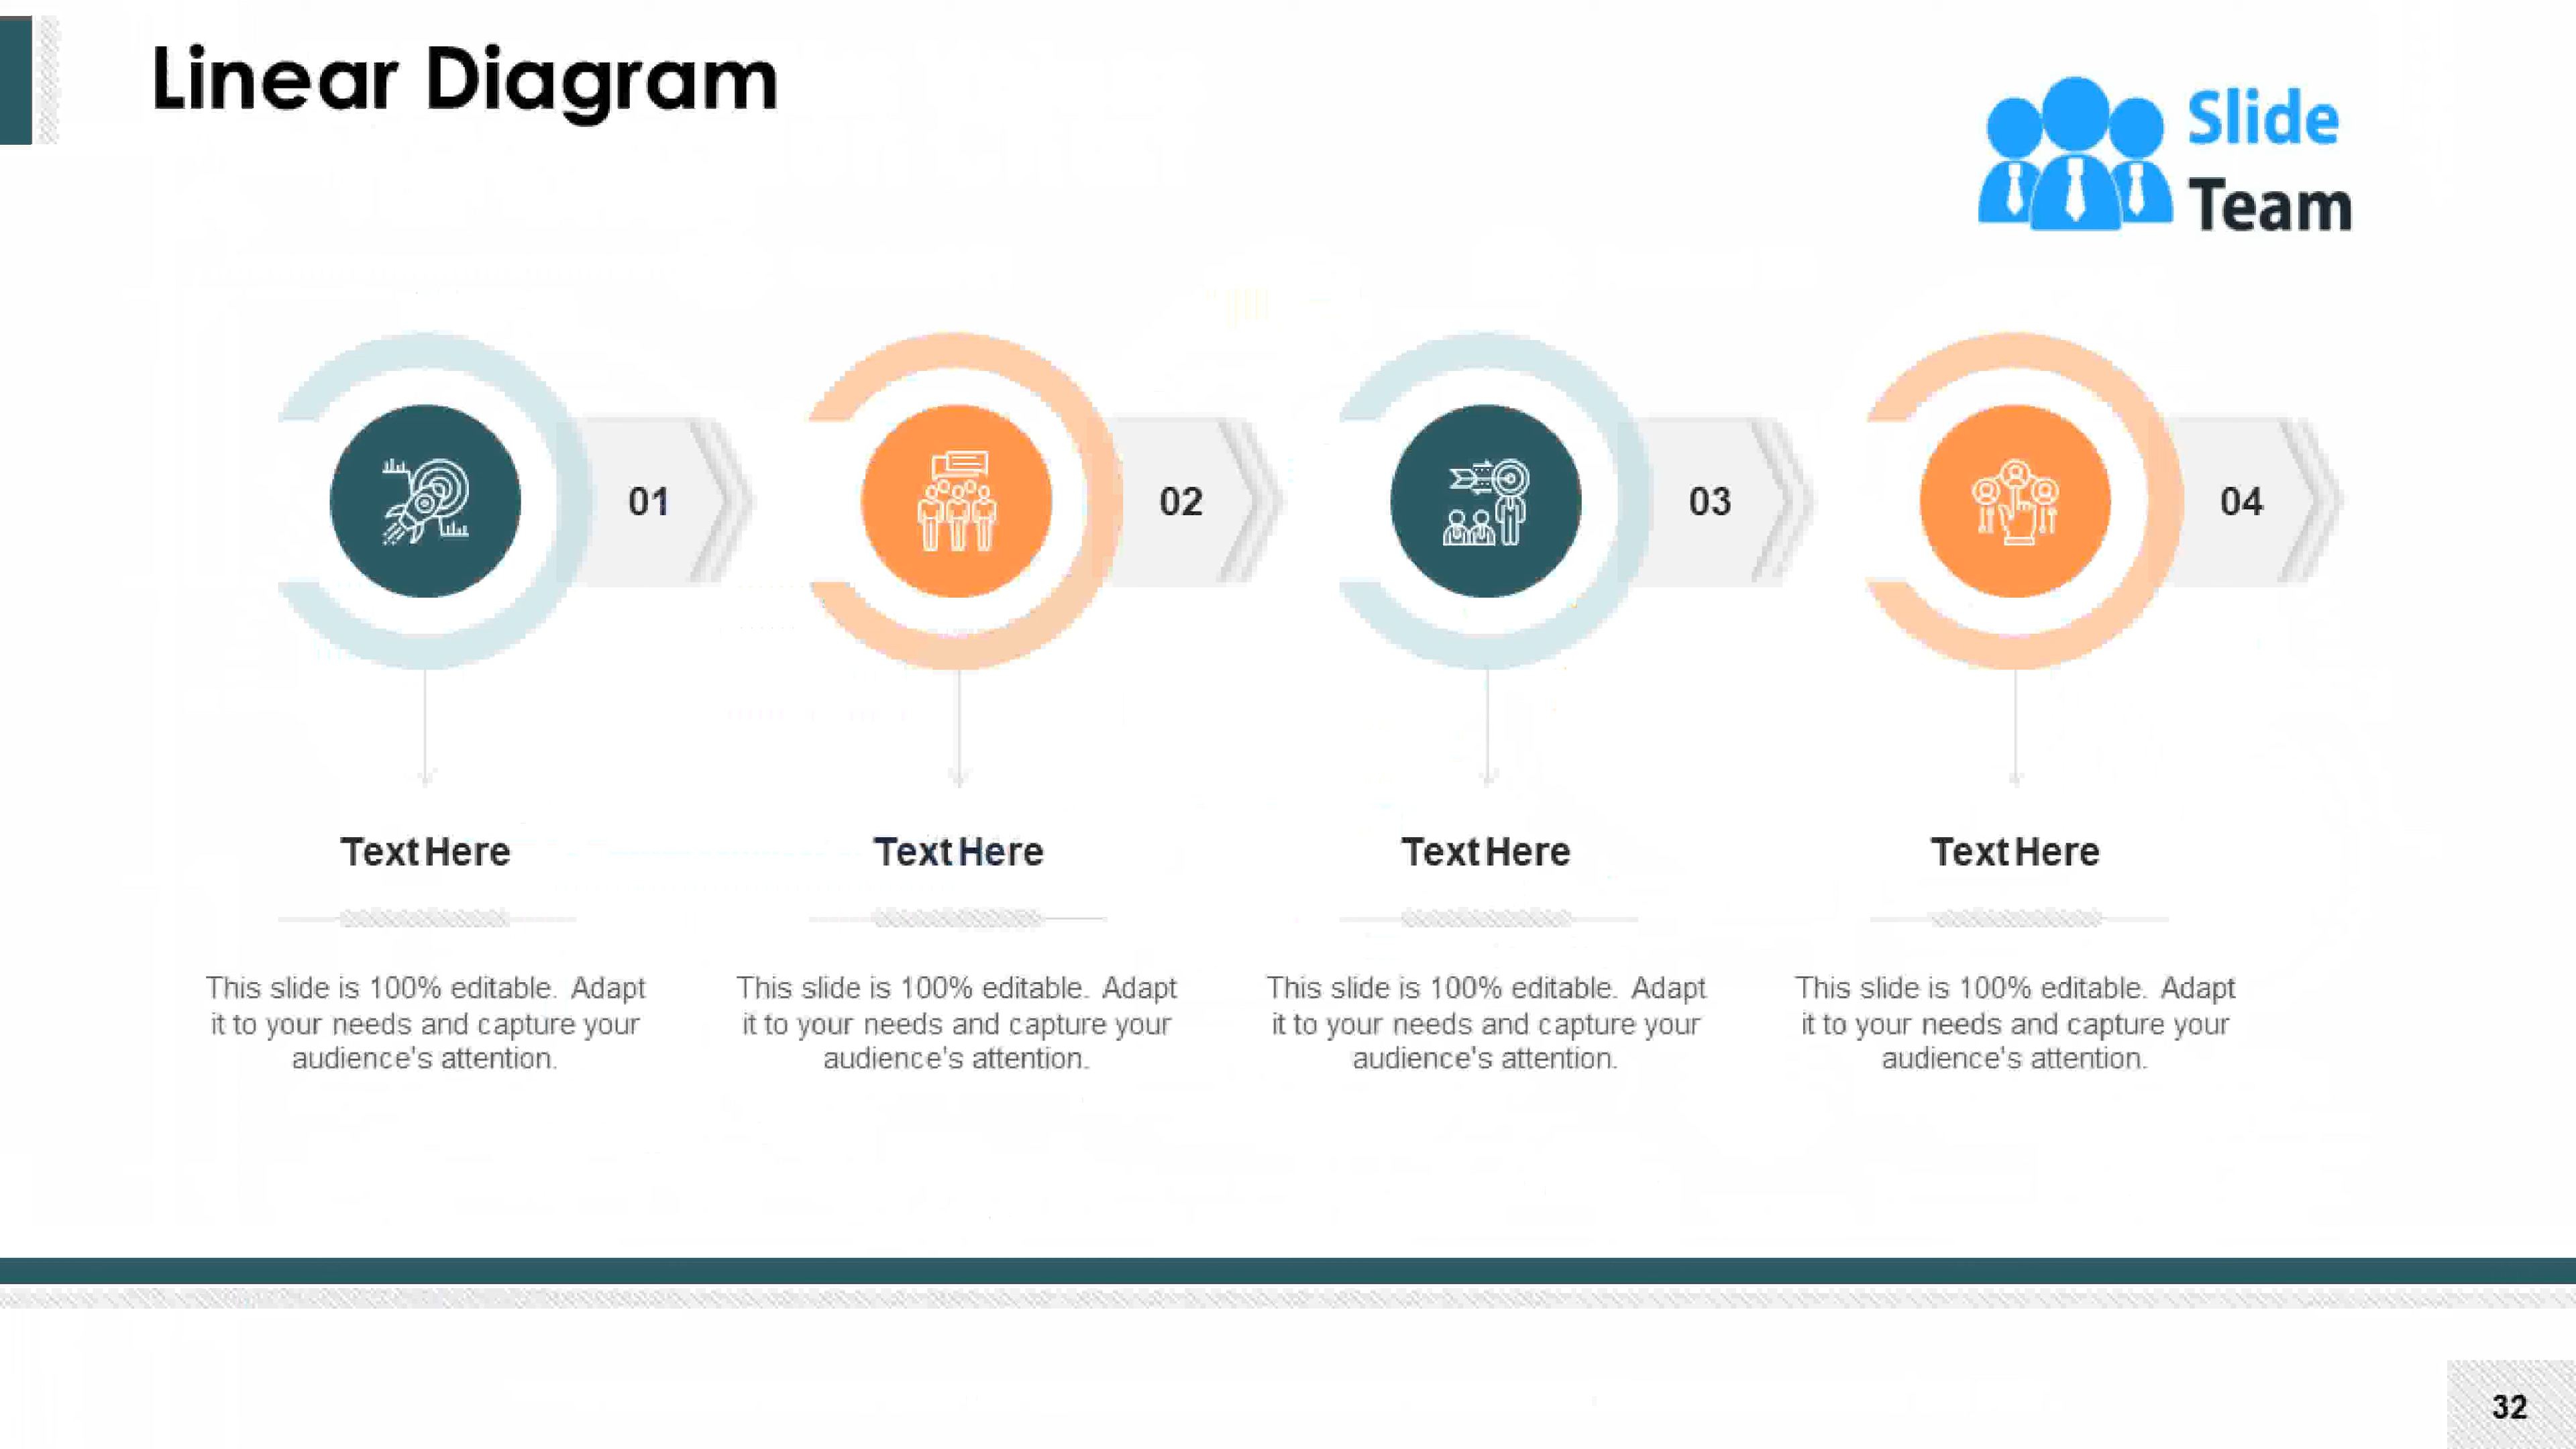 Linear Diagram
Slide
Team
01
02
03
04
Text Here
Text Here
Text Here
Text Here
This slide is 100% editable. Adapt
it to your needs and capture your
audience's attention.
This slide is 100% editable. Adapt
it to your needs and capture your
audience's attention.
This slide is 100% editable. Adapt
it to your needs and capture your
audience's attention.
This slide is 100% editable. Adapt
it to your needs and capture your
audience's attention.
32